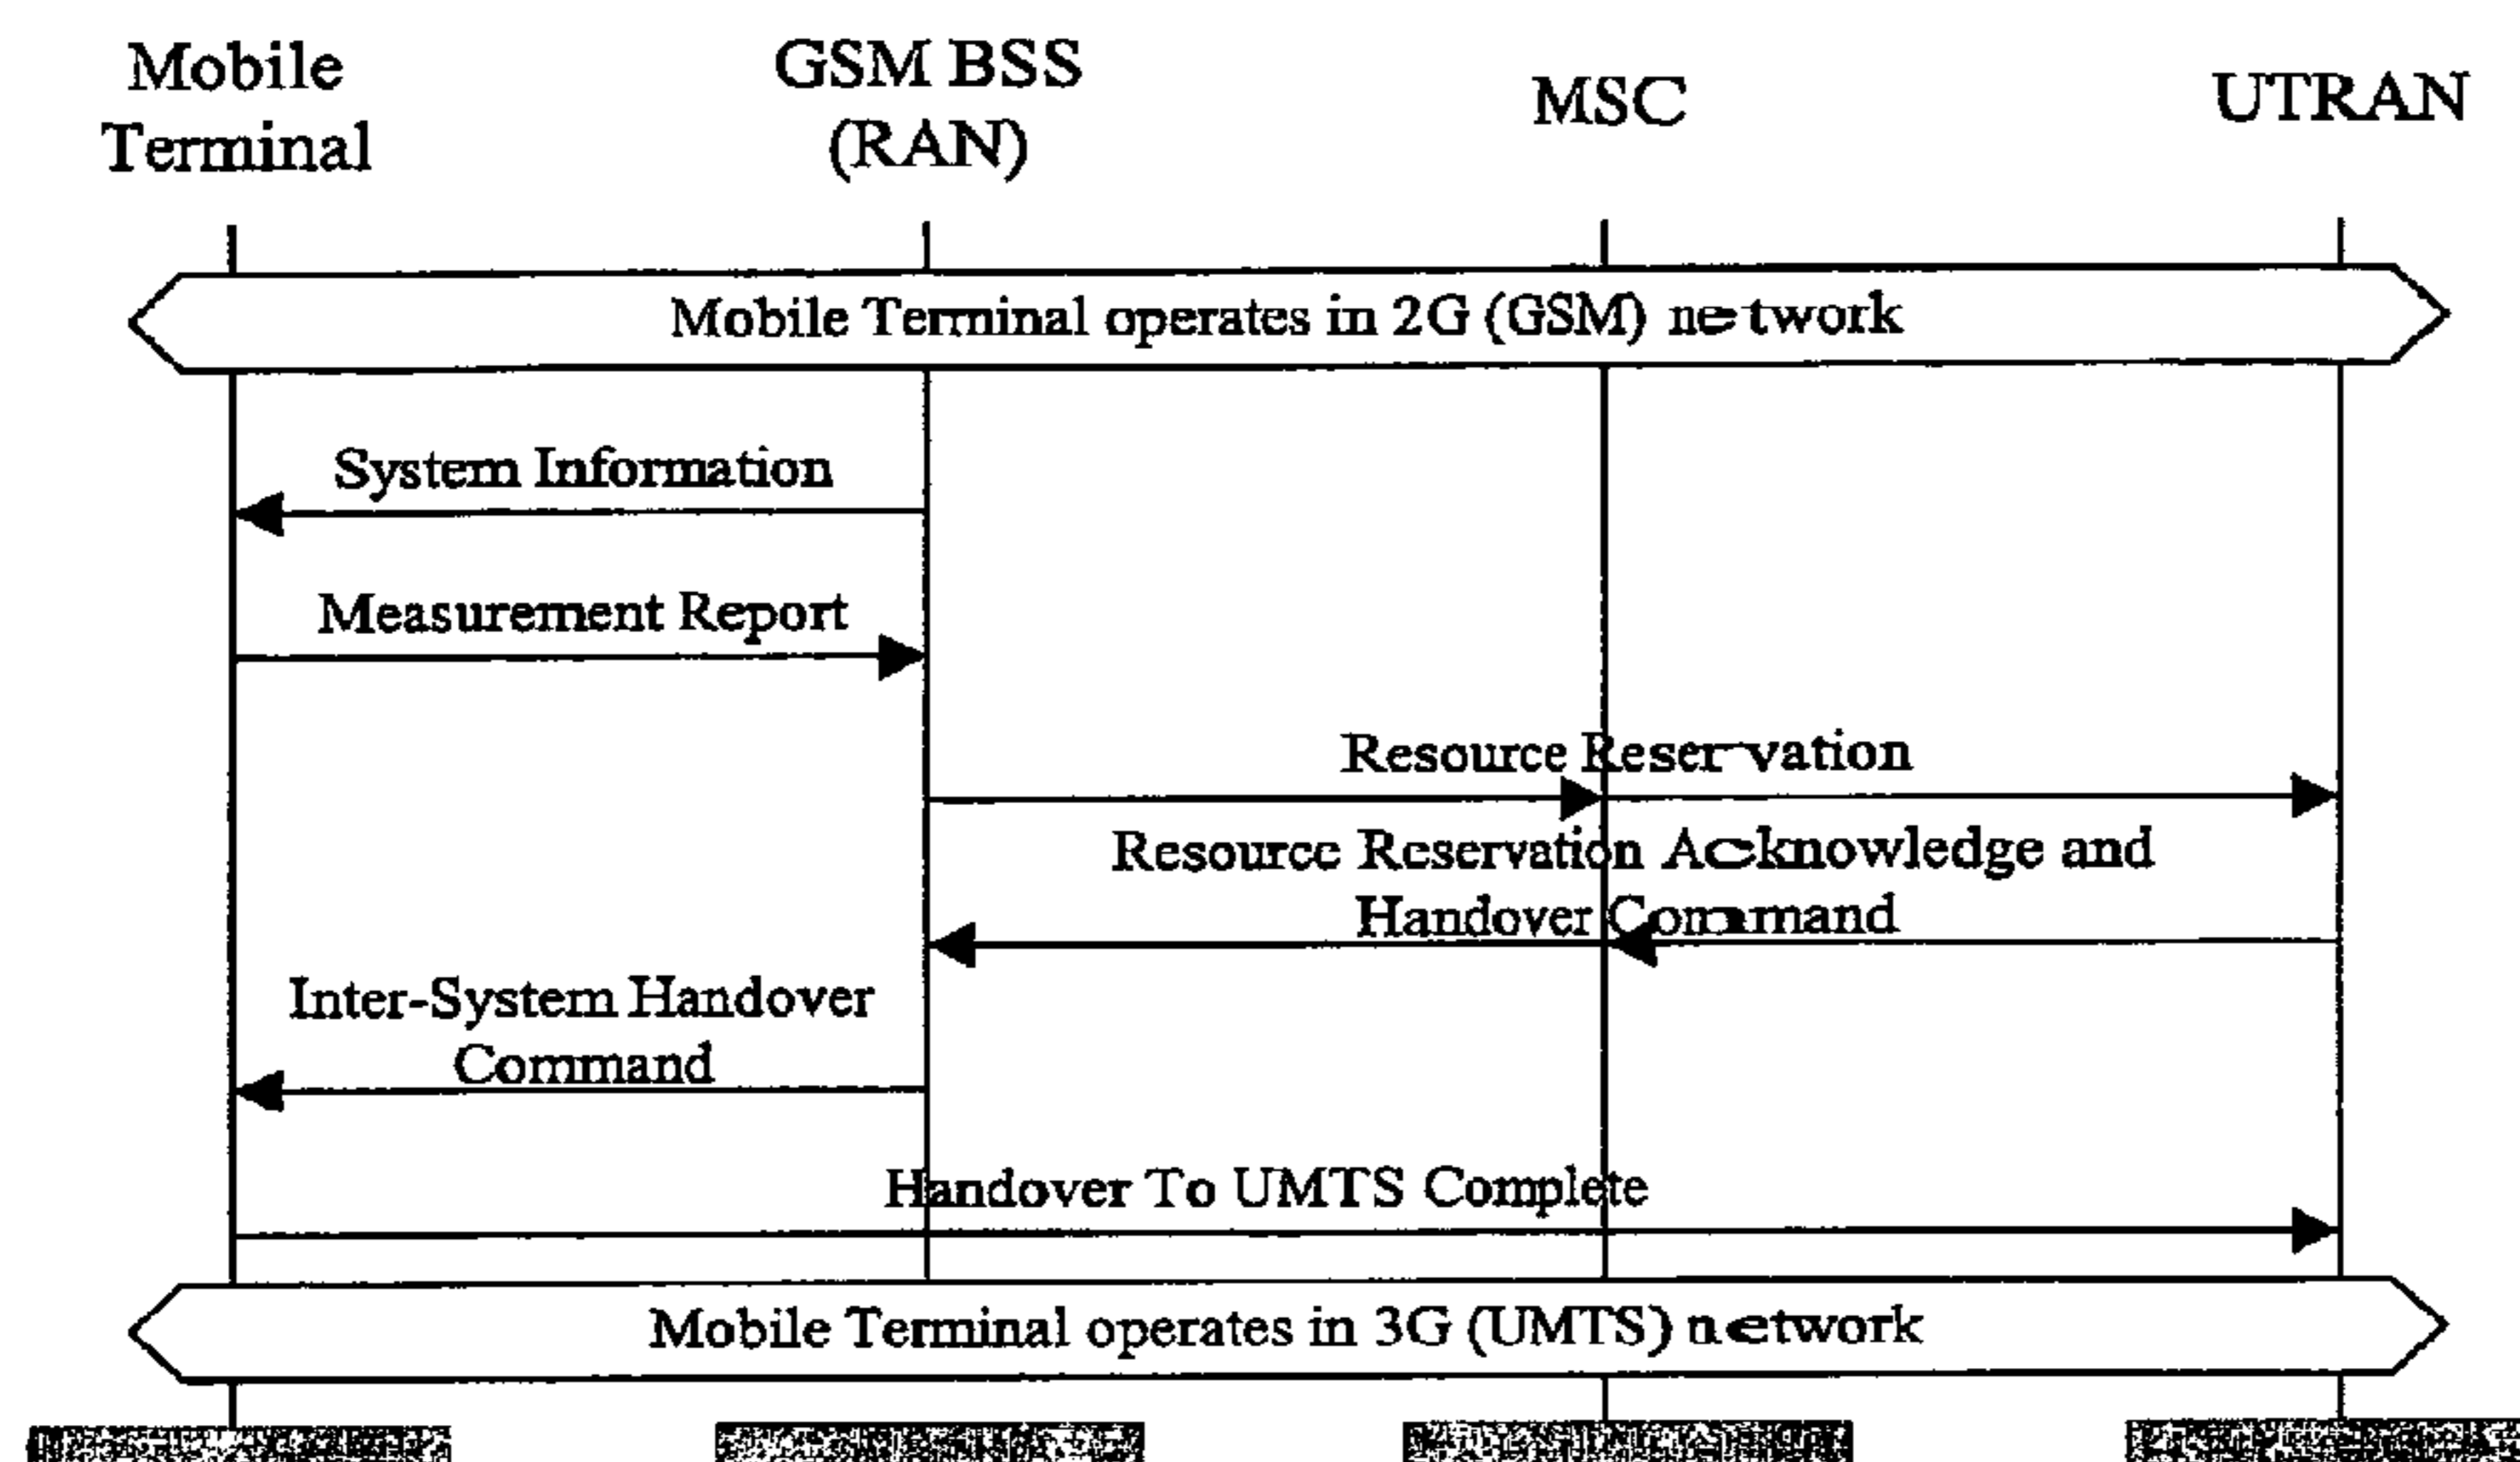 Mobile
Terminal
GSM BSS
(RAN)
MSC
UTRAN
Mobile Terminal operates in 2G (GSM) network
System Information
Measurement Report
Resource Reservation
Resource Reservation Acknowledge and
Handover Command
Inter-System Handover
Command
Handover To UMTS Complete
Mobile Terminal operates in 3G (UMTS) network